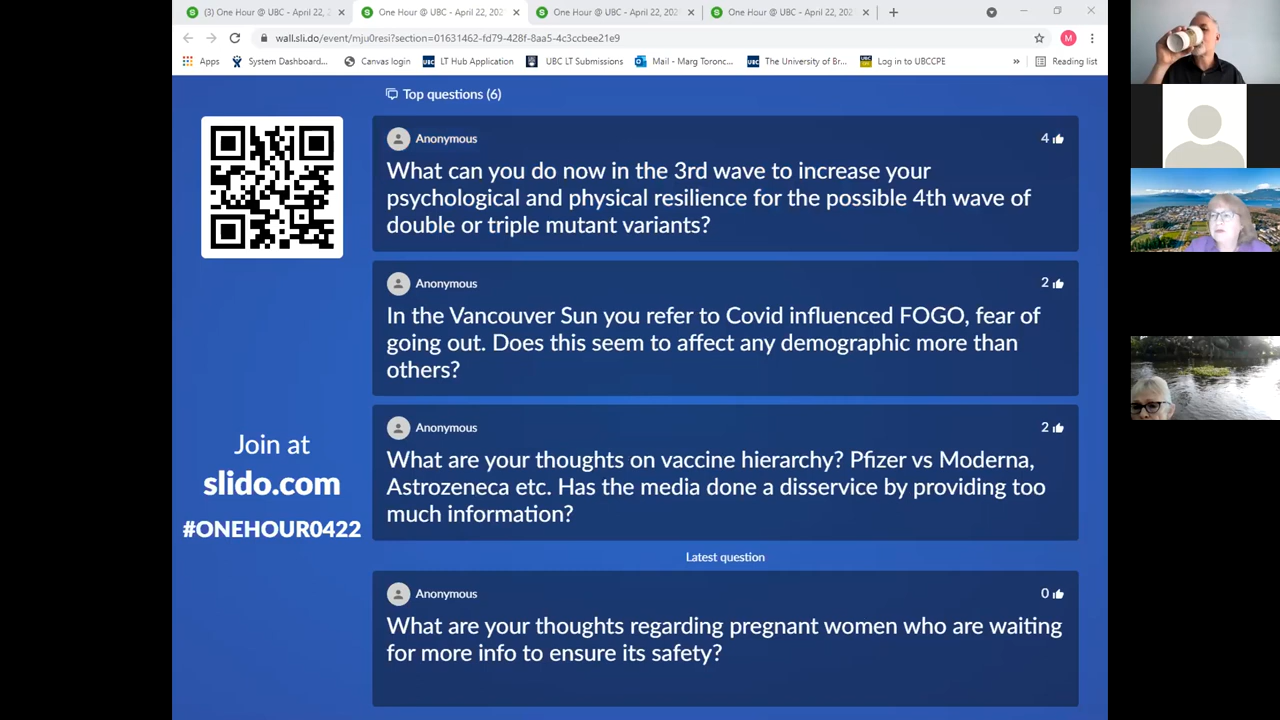 (3) One Hour @ UBC - April 22, 2
One Hour @ UBC - April 22, 202
One Hour @ UBC - April 22, 202
One Hour @ UBC - April 22, 202
wall.sli.do/event/mju0resi?section=01631462-fd79-428f-8aa5-4c3ccbee21e9
M
Apps
System Dashboard...
Canvas login
UBC LT Hub Application
UBC LT Submissions
Mail - Marg Toronc...
The University of Br...
Log in to UBCCPE
»
Reading list
Top questions (6)
Anonymous
4
What can you do now in the 3rd wave to increase your
psychological and physical resilience for the possible 4th wave of
double or triple mutant variants?
Anonymous
2
In the Vancouver Sun you refer to Covid influenced FOGO, fear of
going out. Does this seem to affect any demographic more than
others?
Anonymous
2
What are your thoughts on vaccine hierarchy? Pfizer vs Moderna,
Astrozeneca etc. Has the media done a disservice by providing too
much information?
Latest question
Anonymous
0
What are your thoughts regarding pregnant women who are waiting
for more info to ensure its safety?
Join at
slido.com
#ONEHOUR0422